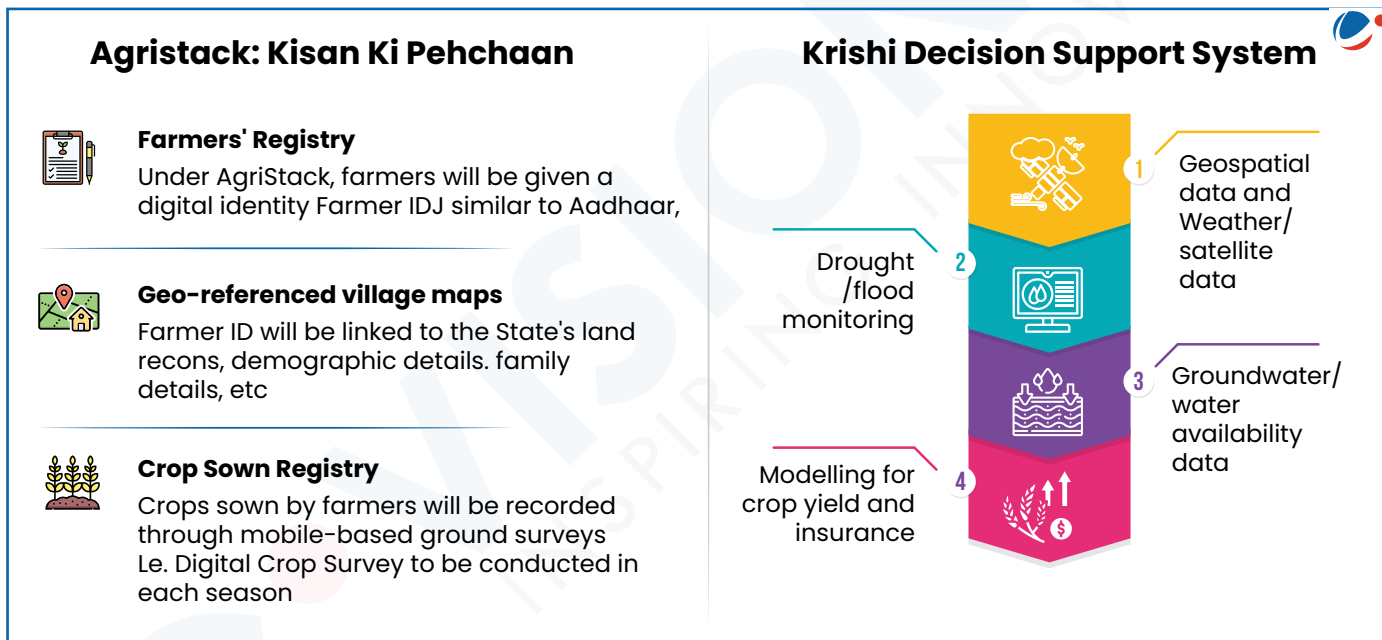 Agristack: Kisan Ki Pehchaan
Farmers' Registry
Under AgriStack, farmers will be given a
digital identity Farmer IDJ similar to Aadhaar,
Geo-referenced village maps
Farmer ID will be linked to the State's land
recons, demographic details. family
details, etc
Crop Sown Registry
Crops sown by farmers will be recorded
through mobile-based ground surveys
Le. Digital Crop Survey to be conducted in
each season
Krishi Decision Support System
1
Geospatial
data and
Weather/
satellite
data
2
Drought
/flood
monitoring
3
Groundwater/
water
availability
data
4
Modelling for
crop yield and
insurance
VISION
INSPIRING INNOV